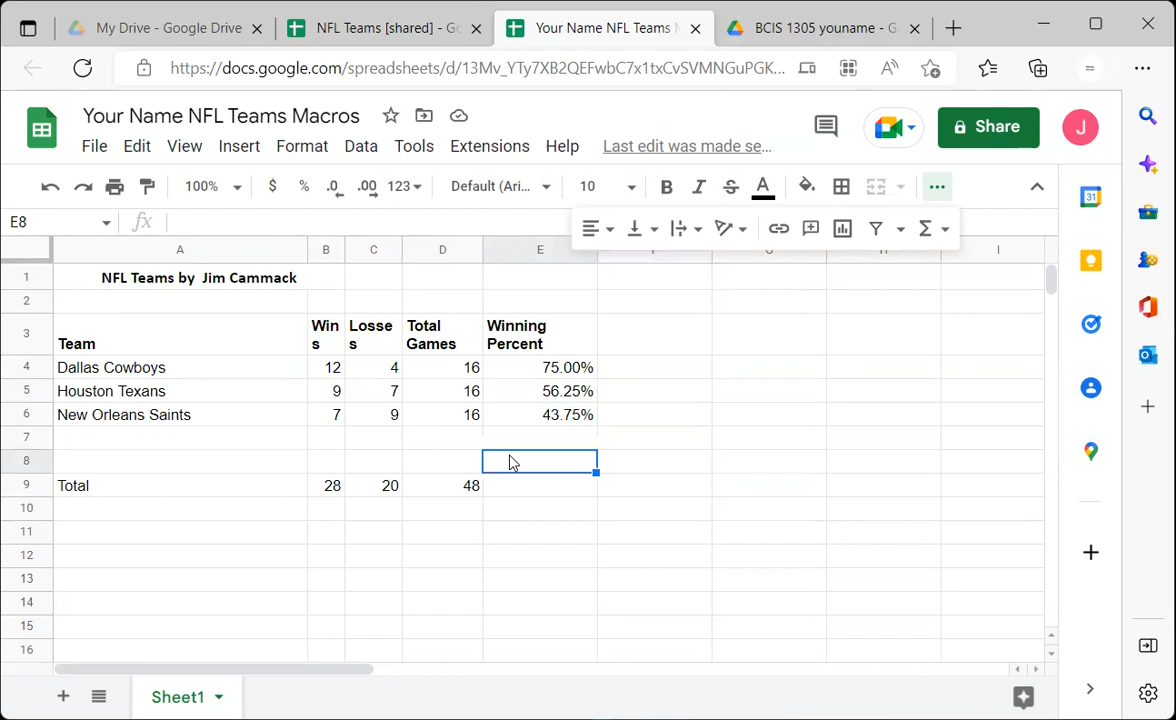 My Drive - Google Drive
NFL Teams [shared] - Go
Your Name NFL Teams M
BCIS 1305 youname - G
https://docs.google.com/spreadsheets/d/13Mv_YTy7XB2QEFwbC7x1txCvSVMNGuPGK...
Your Name NFL Teams Macros
Share
J
File Edit View Insert Format Data Tools Extensions Help Last edit was made se...
100% $ % .0 .00 123 Default (Ari... 10 B I S A
E8 fx
A B C D E F G H I
1 NFL Teams by Jim Cammack
2
3 Team Win s Losse s Total Games Winning Percent
4 Dallas Cowboys 12 4 16 75.00%
5 Houston Texans 9 7 16 56.25%
6 New Orleans Saints 7 9 16 43.75%
7
8
9 Total 28 20 48
10
11
12
13
14
15
16
Sheet1
31